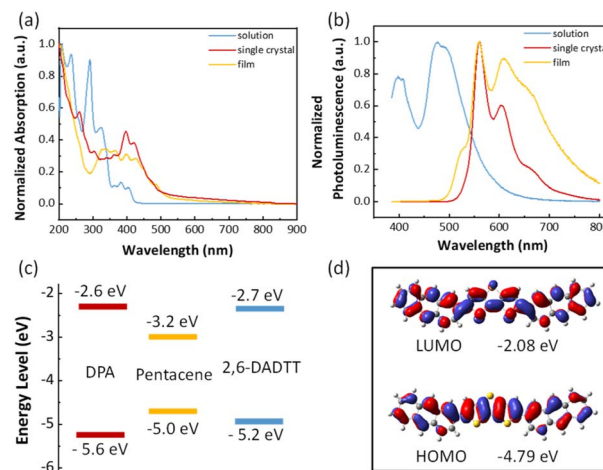 (a)
solution
single crystal
film
Normalized Absorption (a.u.)
1.0
0.8
0.6
0.4
0.2
0.0
200 300 400 500 600 700 800 900
Wavelength (nm)
(b)
solution
single crystal
film
Normalized
Photoluminescence (a.u.)
1.0
0.8
0.6
0.4
0.2
0.0
400 500 600 700 800
Wavelength (nm)
(c)
Energy Level (eV)
-2
-3
-4
-5
-6
-2.6 eV
DPA
-5.6 eV
-3.2 eV
Pentacene
-5.0 eV
-2.7 eV
2,6-DADTT
-5.2 eV
(d)
LUMO -2.08 eV
HOMO -4.79 eV